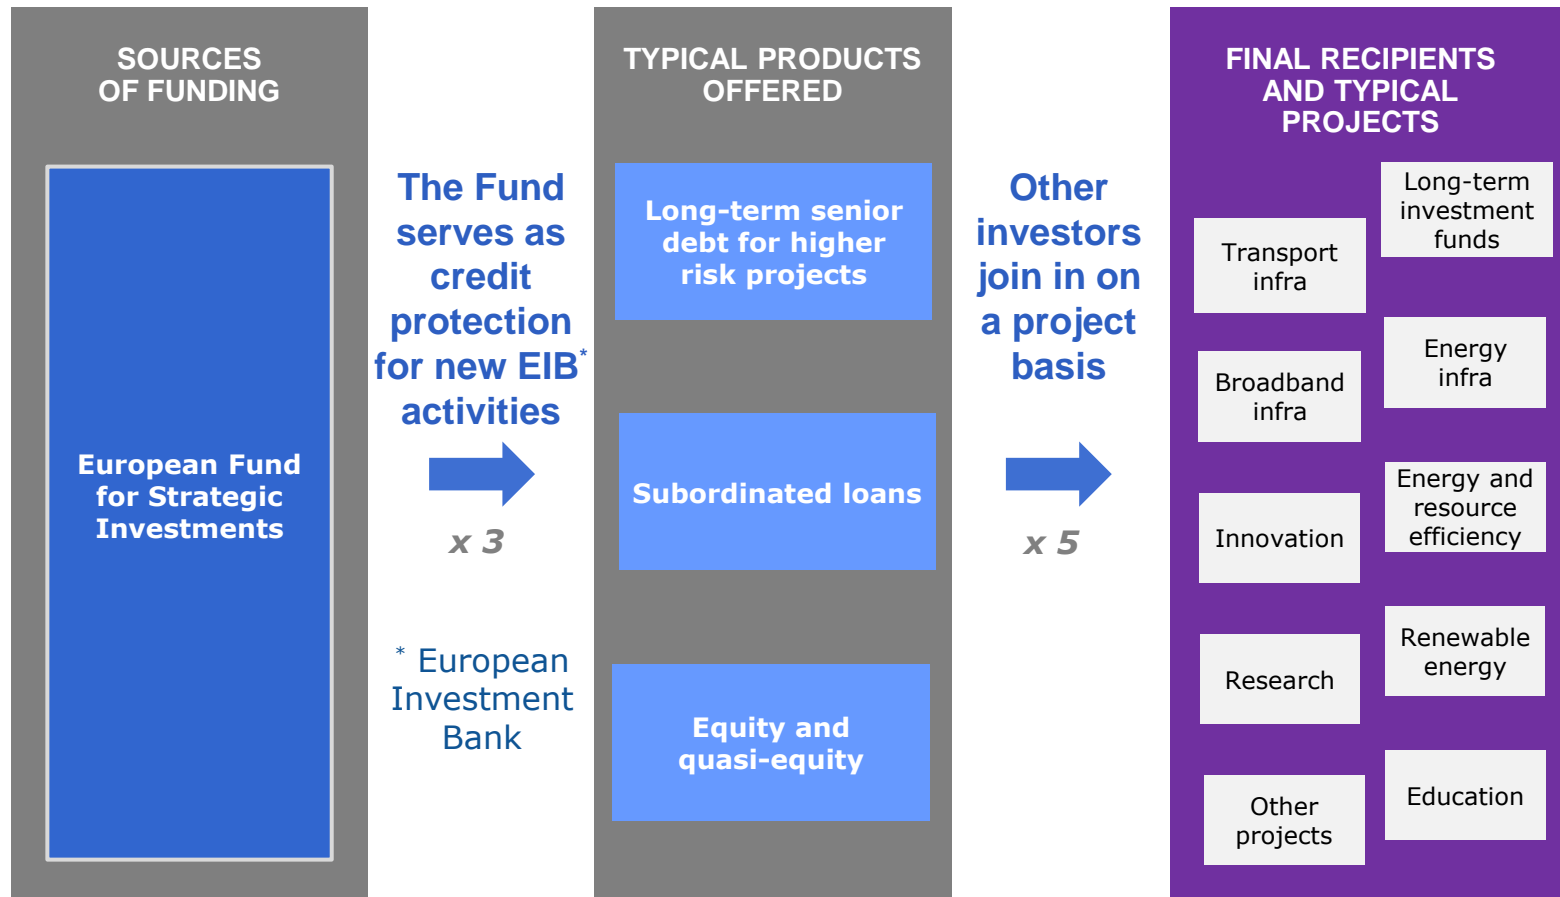 SOURCES
OF FUNDING
European Fund
for Strategic
Investments
The Fund
serves as
credit
protection
for new EIB*
activities
x 3
* European
Investment
Bank
TYPICAL PRODUCTS
OFFERED
Long-term senior
debt for higher
risk projects
Subordinated loans
Equity and
quasi-equity
Other
investors
join in on
a project
basis
x 5
FINAL RECIPIENTS
AND TYPICAL
PROJECTS
Long-term
investment
funds
Transport
infra
Energy
infra
Broadband
infra
Energy and
resource
efficiency
Innovation
Renewable
energy
Research
Education
Other
projects